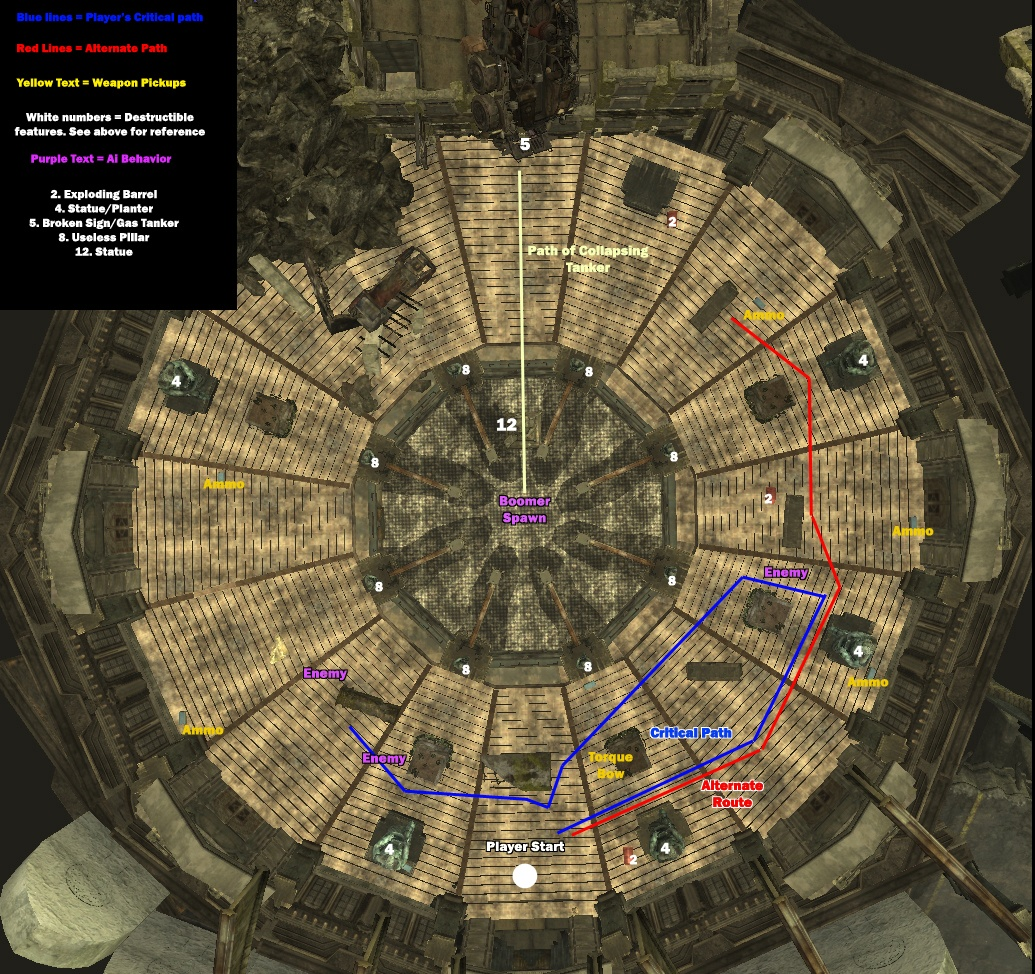 Blue lines = Player's Critical path
Red Lines = Alternate Path
Yellow Text = Weapon Pickups
White numbers = Destructible
features. See above for reference
Purple Text = Ai Behavior
2. Exploding Barrel
4. Statue/Planter
5. Broken Sign/Gas Tanker
8. Useless Pillar
12. Statue
5
2
Path of Collapsing
Tanker
Ammo
4
4
8
8
12
8
8
Ammo
2
Boomer
Spawn
Ammo
Enemy
8
8
4
8
8
Enemy
Ammo
Ammo
Critical Path
Enemy
Torque
Bow
Alternate
Route
4
Player Start
4
2